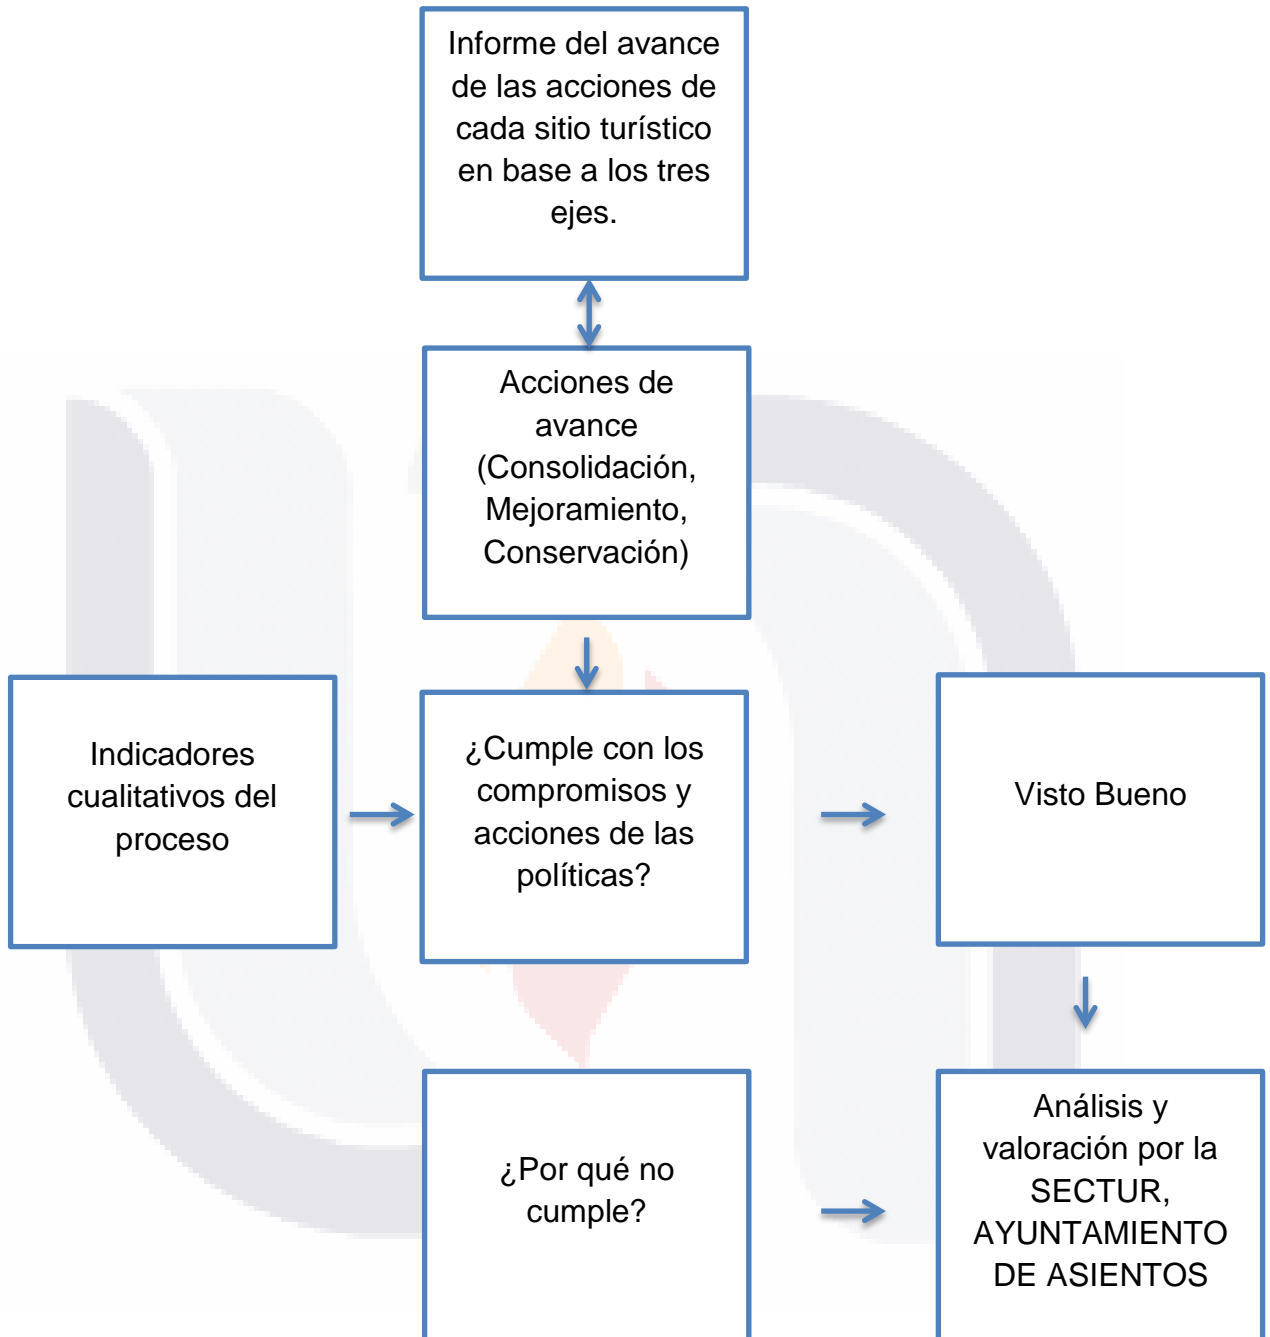 Informe del avance
de las acciones de
cada sitio turístico
en base a los tres
ejes.
Acciones de
avance
(Consolidación,
Mejoramiento,
Conservación)
Indicadores
cualitativos del
proceso
¿Cumple con los
compromisos y
acciones de las
políticas?
Visto Bueno
¿Por qué no
cumple?
Análisis y
valoración por la
SECTUR,
AYUNTAMIENTO
DE ASIENTOS